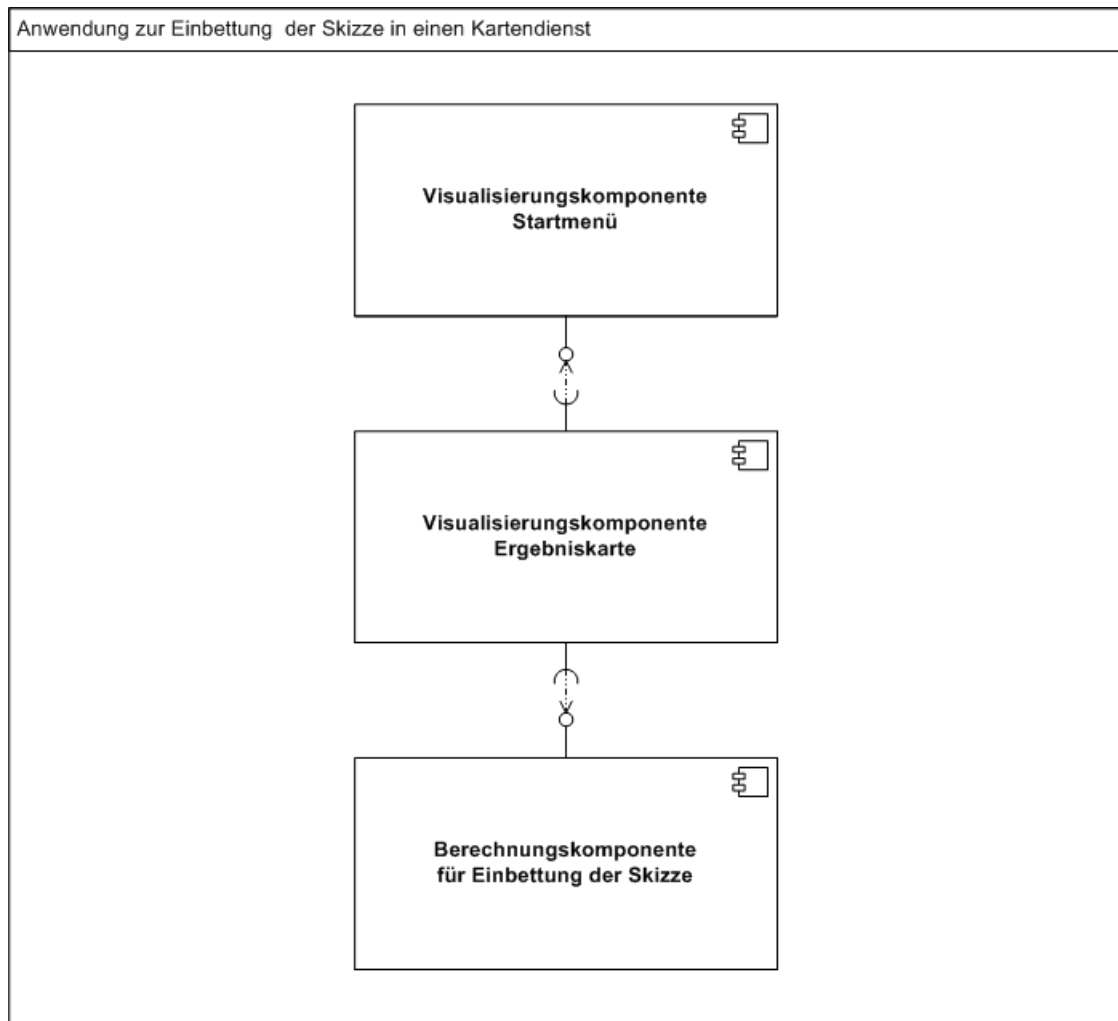 Anwendung zur Einbettung der Skizze in einen Kartendienst
Visualisierungskomponente
Startmenü
Visualisierungskomponente
Ergebniskarte
Berechnungskomponente
für Einbettung der Skizze